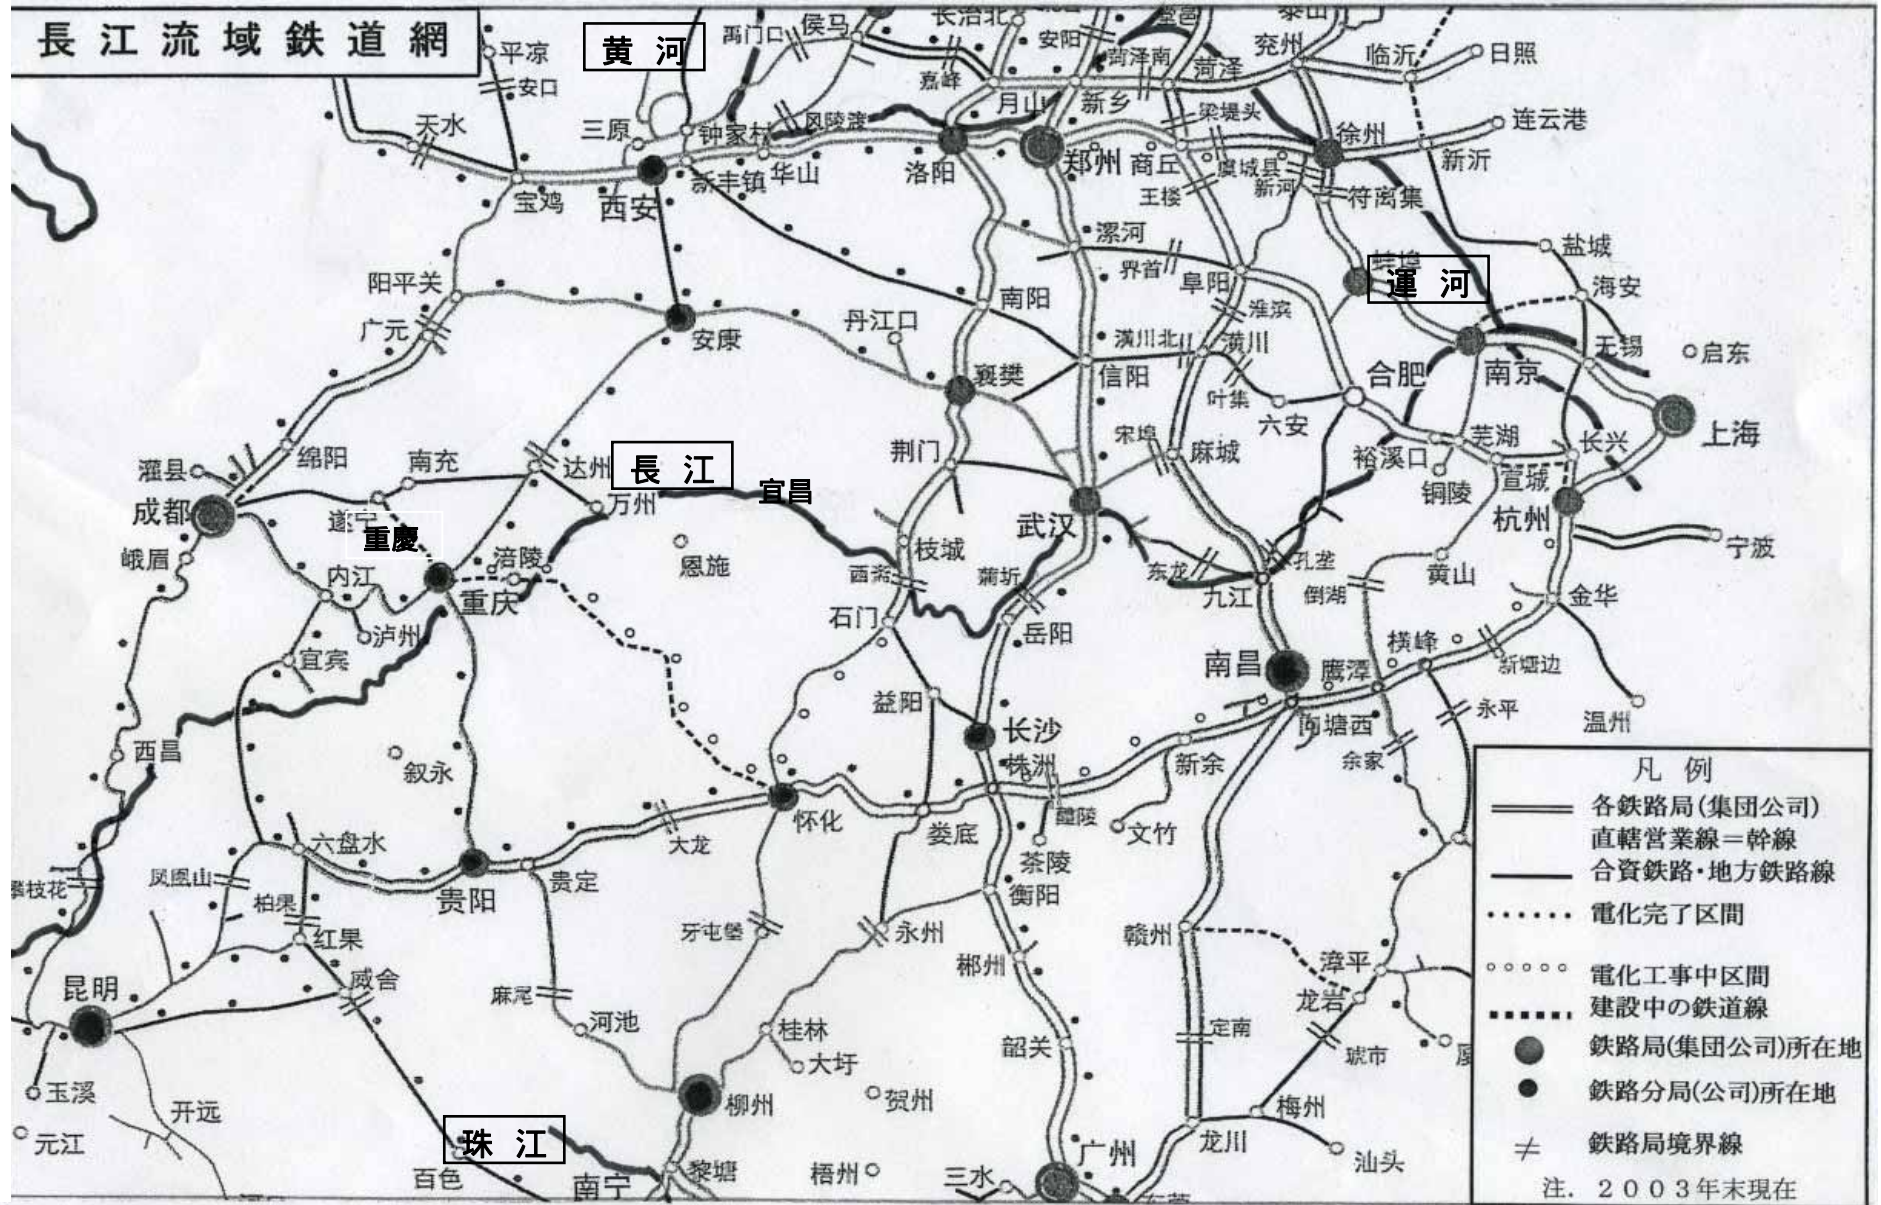 長江流域鉄道網
黄 河
平凉
安口
禹门口
侯马
长治北
安阳
菏泽南
菏泽
兖州
泰山
临沂
日照
嘉峰
月山
新乡
梁堤头
天水
三原
钟家村
风陵渡
徐州
连云港
新沂
宝鸡
西安
新丰镇
华山
洛阳
郑州
商丘
虞城县
新河
王楼
符离集
漯河
界首
阜阳
盐城
運 河
海安
阳平关
广元
安康
丹江口
南阳
淮滨
潢川北
潢川
信阳
襄樊
叶集
六安
合肥
南京
无锡
启东
上海
灌县
绵阳
南充
达州
長 江
宜昌
万州
荆门
宋埠
麻城
裕溪口
芜湖
铜陵
宣城
长兴
杭州
宁波
成都
遂宁
重慶
峨眉
内江
涪陵
重庆
泸州
恩施
枝城
武汉
东龙
孔垄
九江
黄山
倒湖
金华
石门
岳阳
宜宾
南昌
鹰潭
横峰
新塘边
益阳
永平
温州
西昌
叙永
长沙
株洲
新余
向塘西
余家
怀化
娄底
醴陵
文竹
茶陵
大龙
六盘水
凤凰山
贵阳
贵定
柏果
红果
衡阳
牙屯堡
永州
郴州
赣州
漳平
龙岩
威舍
昆明
麻尾
河池
桂林
大圩
韶关
定南
琥市
玉溪
开远
元江
柳州
贺州
梅州
龙川
汕头
珠 江
百色
南宁
黎塘
梧州
三水
广州
凡 例
各鉄路局(集団公司)
直轄営業線＝幹線
合資鉄路・地方鉄路線
電化完了区間
電化工事中区間
建設中の鉄道線
鉄路局(集団公司)所在地
鉄路分局(公司)所在地
鉄路局境界線
注．２００３年末現在